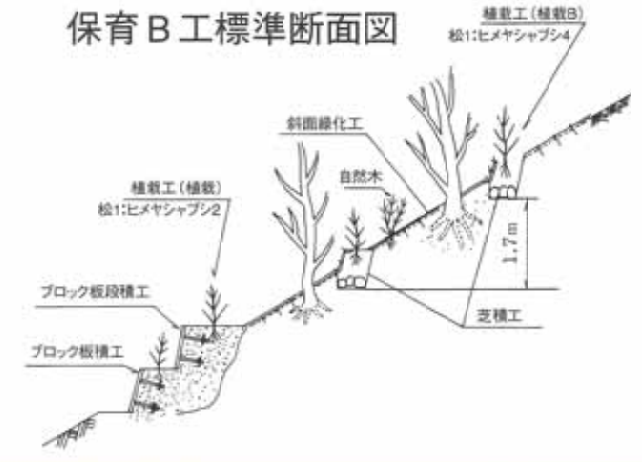 保育B工標準断面図
植栽工(植栽B)
松1:ヒメヤシャブシ4
斜面緑化工
自然木
植栽工(植栽)
松1:ヒメヤシャブシ2
1.7m
ブロック板段積工
芝積工
ブロック板積工